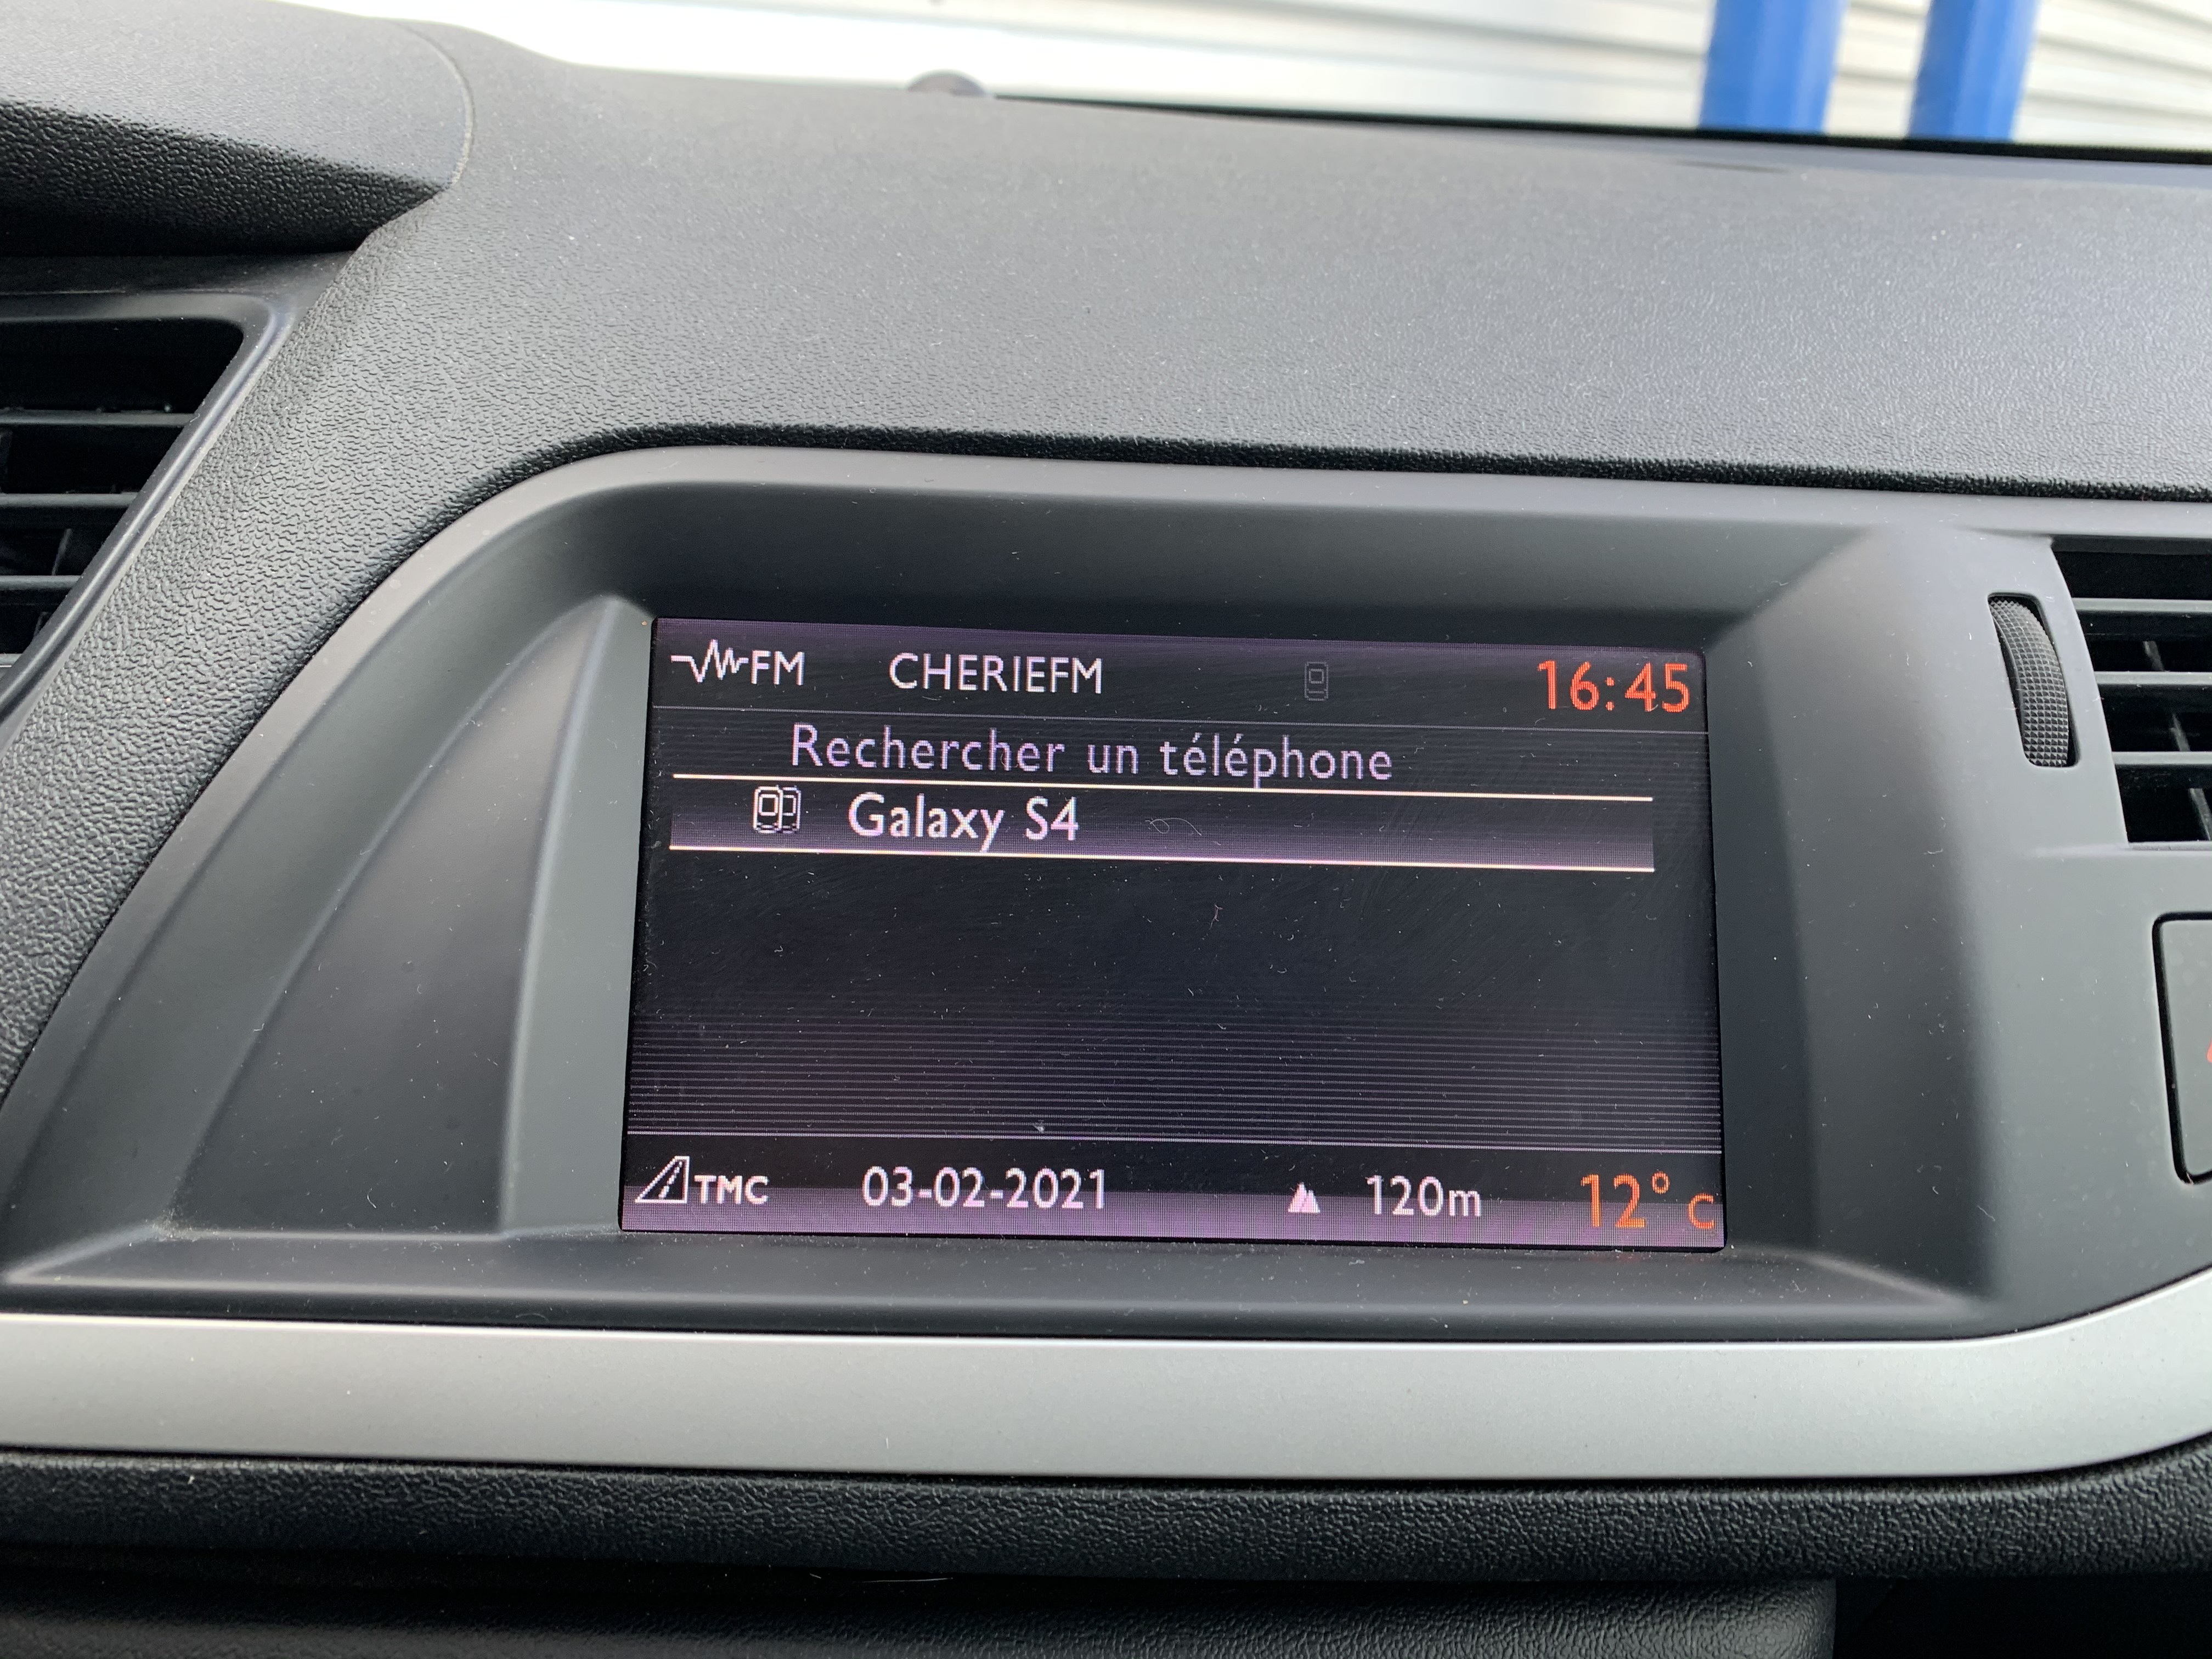 FM CHERIEFM 16:45
Rechercher un téléphone
Galaxy S4
TMC 03-02-2021 120m 12° C